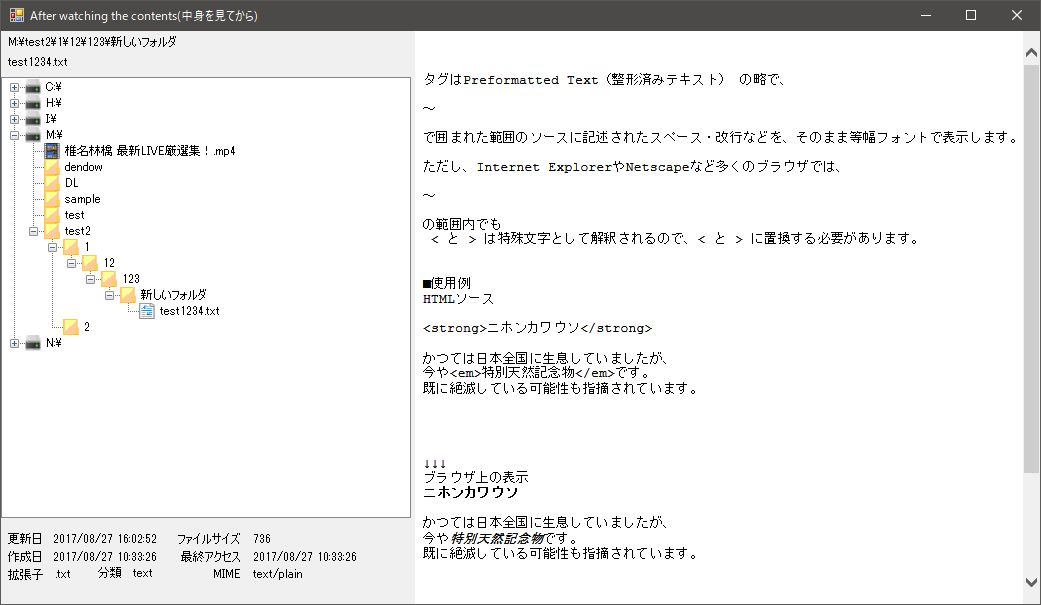 After watching the contents(中身を見てから)
M:¥test2¥1¥12¥123¥新しいフォルダ
test1234.txt
C:¥
H:¥
I:¥
M:¥
椎名林檎 最新LIVE厳選集！.mp4
dendow
DL
sample
test
test2
1
12
123
新しいフォルダ
test1234.txt
2
N:¥
更新日 2017/08/27 16:02:52 ファイルサイズ 736
作成日 2017/08/27 10:33:26 最終アクセス 2017/08/27 10:33:26
拡張子 .txt 分類 text MIME text/plain
タグはPreformatted Text（整形済みテキスト） の略で、
～
で囲まれた範囲のソースに記述されたスペース・改行などを、そのまま等幅フォントで表示します。
ただし、Internet ExplorerやNetscapeなど多くのブラウザでは、
～
の範囲内でも
< と > は特殊文字として解釈されるので、< と > に置換する必要があります。
■使用例
HTMLソース
<strong>ニホンカワウソ</strong>
かつては日本全国に生息していましたが、
今や<em>特別天然記念物</em>です。
既に絶滅している可能性も指摘されています。
↓↓↓
ブラウザ上の表示
ニホンカワウソ
かつては日本全国に生息していましたが、
今や特別天然記念物です。
既に絶滅している可能性も指摘されています。